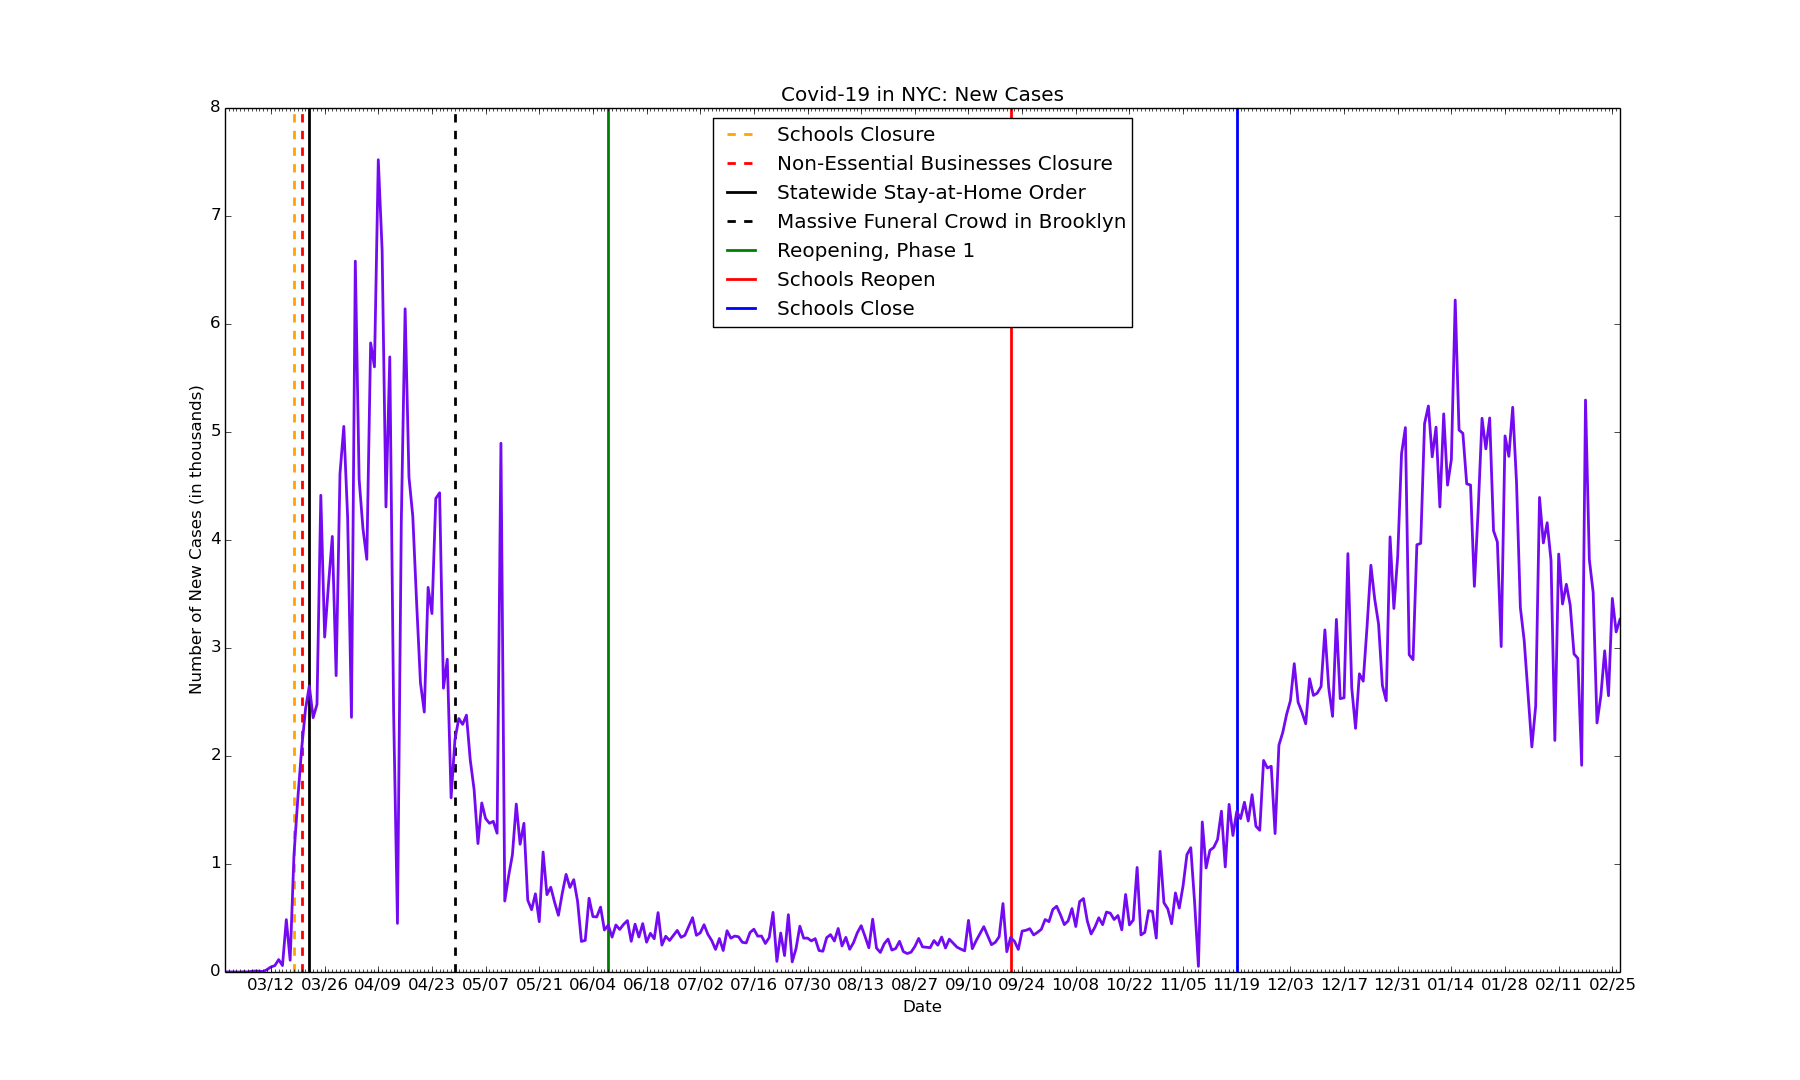 Covid-19 in NYC: New Cases
Schools Closure
Non-Essential Businesses Closure
Statewide Stay-at-Home Order
Massive Funeral Crowd in Brooklyn
Reopening, Phase 1
Schools Reopen
Schools Close
Number of New Cases (in thousands)
8
7
6
5
4
3
2
1
0
03/12 03/26 04/09 04/23 05/07 05/21 06/04 06/18 07/02 07/16 07/30 08/13 08/27 09/10 09/24 10/08 10/22 11/05 11/19 12/03 12/17 12/31 01/14 01/28 02/11 02/25
Date